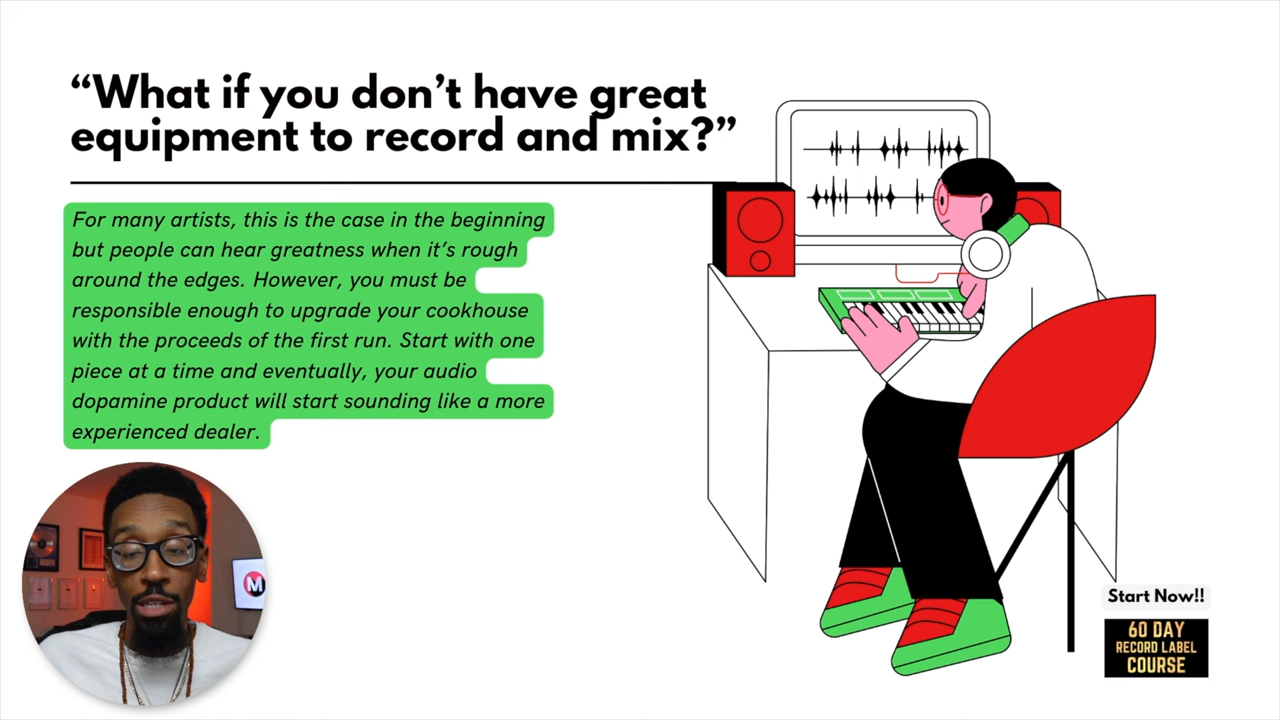 “What if you don’t have great
equipment to record and mix?”
For many artists, this is the case in the beginning
but people can hear greatness when it’s rough
around the edges. However, you must be
responsible enough to upgrade your cookhouse
with the proceeds of the first run. Start with one
piece at a time and eventually, your audio
dopamine product will start sounding like a more
experienced dealer.
M
Start Now!!
60 DAY
RECORD LABEL
COURSE